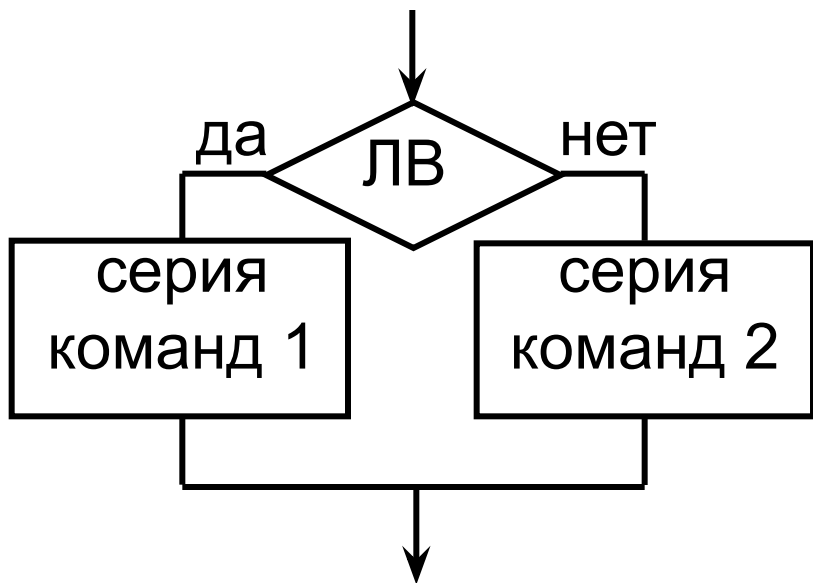 да
ЛВ
нет
серия
команд 1
серия
команд 2